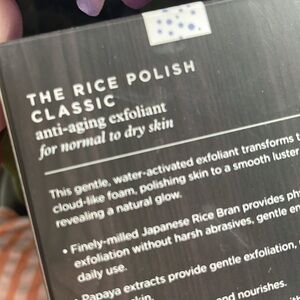 THE RICE POLISH
CLASSIC
anti-aging exfoliant
for normal to dry skin
This gentle, water-activated exfoliant transforms t
cloud-like foam, polishing skin to a smooth luster
revealing a natural glow.
• Finely-milled Japanese Rice Bran provides ph
exfoliation without harsh abrasives, gentle en
daily use.
• Papaya extracts provide gentle exfoliation,
skin.
and nourishes.